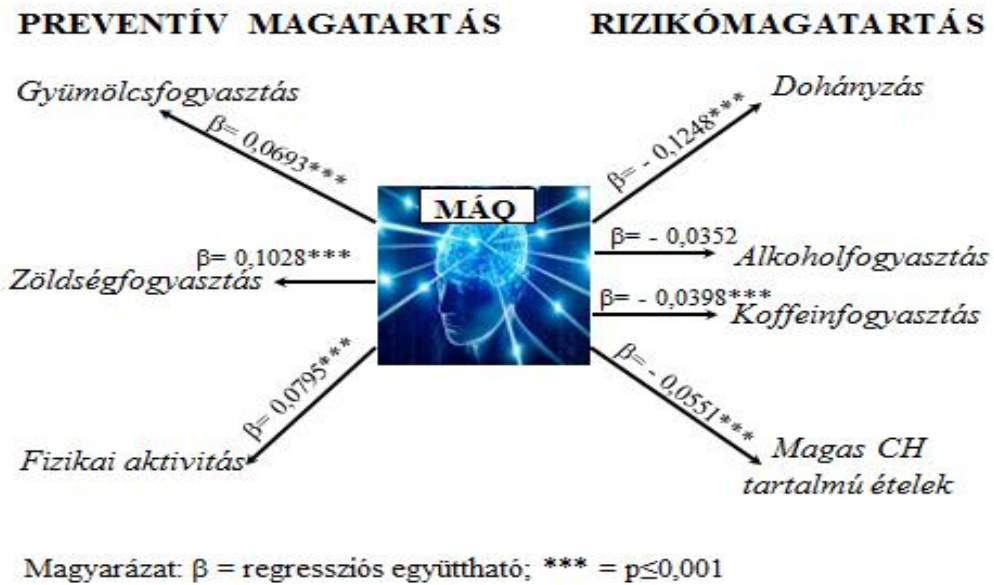 PREVENTÍV MAGATARTÁS
Gyümölcsfogyasztás
β= 0,0693***
β= 0,1028***
Zöldségfogyasztás
β= 0,0795***
Fizikai aktivitás
MÁQ
RIZIKÓMAGATARTÁS
Dohányzás
β= - 0,1248***
β= - 0,0352
Alkoholfogyasztás
β= - 0,0398***
Koffeinfogyasztás
β= - 0,0551***
Magas CH
tartalmú ételek
Magyarázat: β = regressziós együttható; *** = p≤0,001